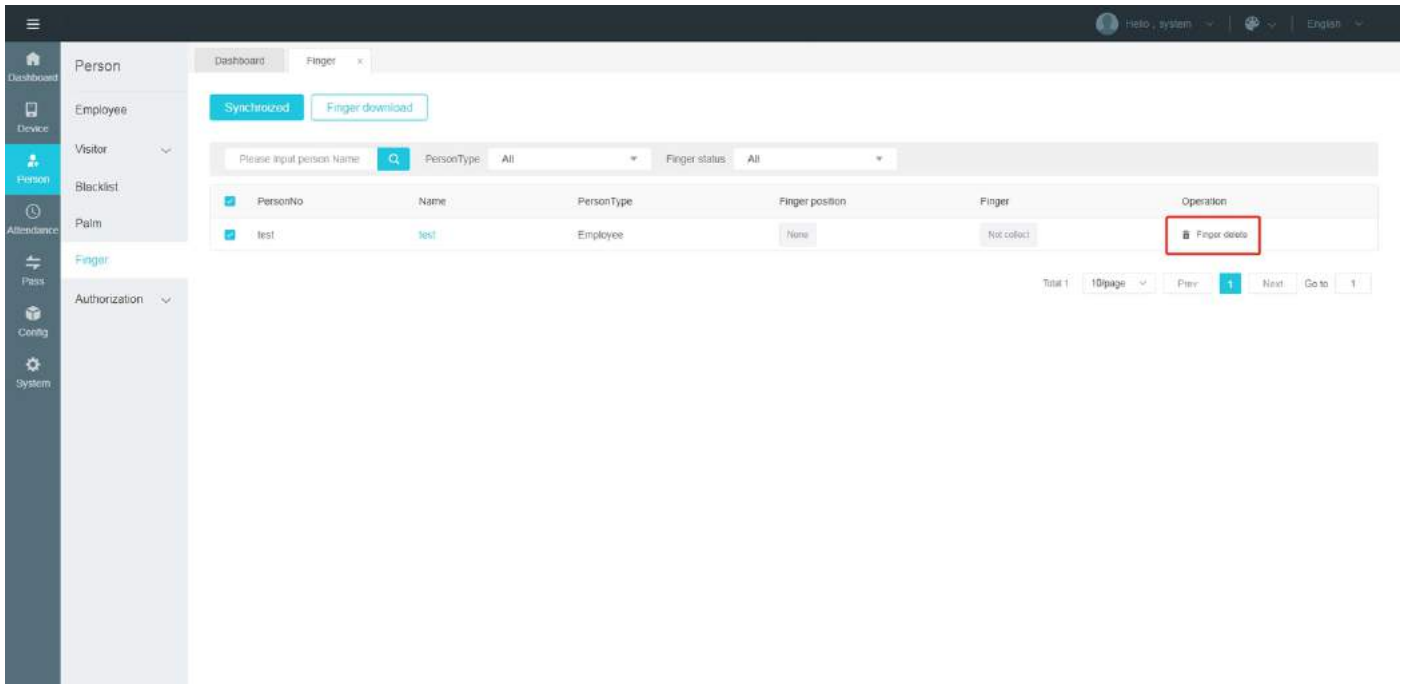 Hello , system
English
Dashboard
Device
Person
Attendance
Pass
Config
System
Person
Employee
Visitor
Blacklist
Palm
Finger
Authorization
Dashboard Finger x
Synchroized Finger download
Please input person Name PersonType All Finger status All
PersonNo Name PersonType Finger position Finger Operation
test test Employee None Not collect Finger delete
Total 1 10/page Prev 1 Next Go to 1